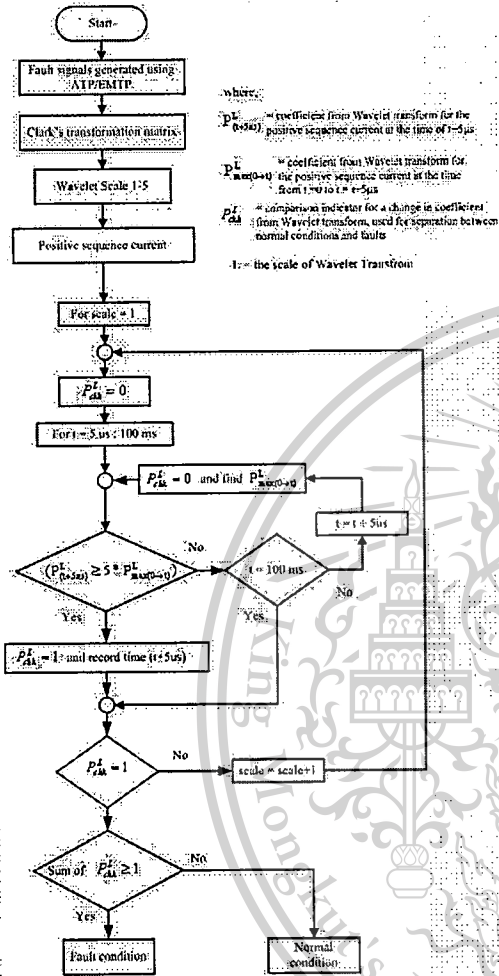 Start
Fault signals generated using
ATP/EMTP
Clark's transformation matrix
Wavelet Scale 1-5
Positive sequence current
For scale = 1
P^L_chk = 0
For t = 5 us : 100 ms
P^L_chk = 0 and find P^L_max(0→t)
t = t + 5us
(P^L_(t+5us) ≥ 5 * P^L_max(0→t))
No
t = 100 ms
No
Yes
Yes
P^L_chk = 1 and record time (t+5us)
P^L_chk = 1
No
scale = scale+1
Sum of P^L_chk ≥ 1
No
Yes
Fault condition
Normal
condition
where,
P^L_(t+5us) = coefficient from Wavelet transform for the
positive sequence current at the time of t+5μs
P^L_max(0→t) = coefficient from Wavelet transform for
the positive sequence current at the time
from t = 0 to t = t+5μs
P^L_chk = comparison indicator for a change in coefficient
from Wavelet transform, used for separation between
normal conditions and faults
L = the scale of Wavelet Transfrom
King Mongkut's